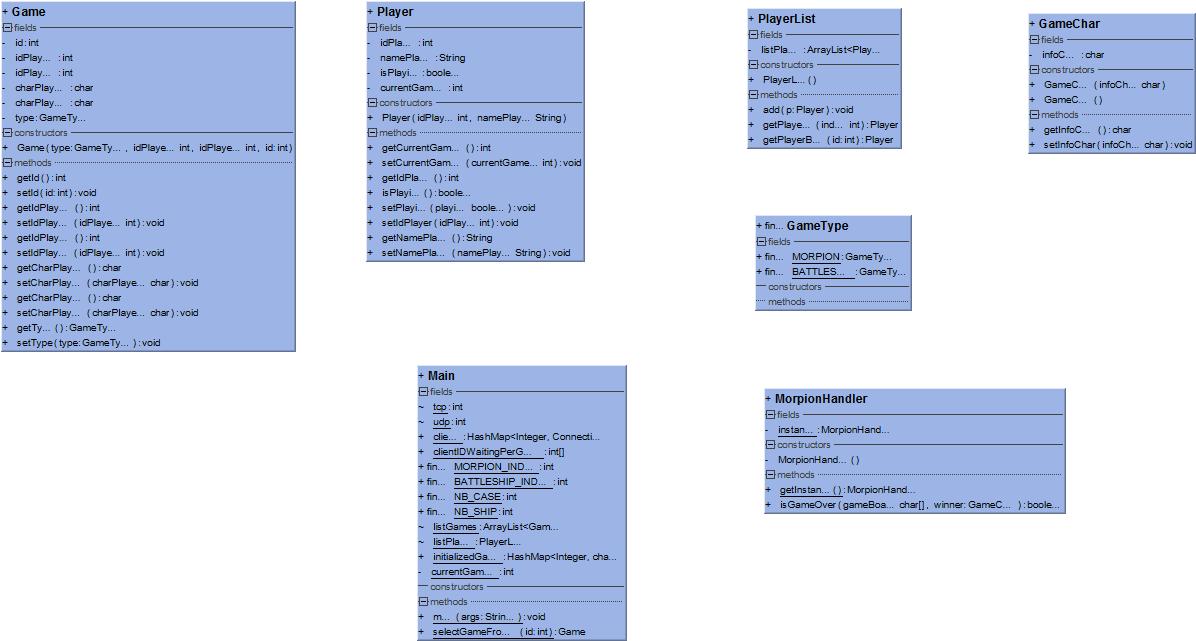 + Game
fields
- id:int
- idPlay... :int
- idPlay... :int
- charPlay... :char
- charPlay... :char
- type:GameTy...
constructors
+ Game(type:GameTy... , idPlaye... int, idPlaye... int, id:int)
methods
+ getId():int
+ setId(id:int):void
+ getIdPlay... ():int
+ setIdPlay... (idPlaye... int):void
+ getIdPlay... ():int
+ setIdPlay... (idPlaye... int):void
+ getCharPlay... ():char
+ setCharPlay... (charPlaye... char):void
+ getCharPlay... ():char
+ setCharPlay... (charPlaye... char):void
+ getTy... ():GameTy...
+ setType(type:GameTy... ):void
+ Player
fields
- idPla... :int
- namePla... :String
- isPlayi... :boole...
- currentGam... :int
constructors
+ Player(idPlay... int, namePlay... String)
methods
+ getCurrentGam... ():int
+ setCurrentGam... (currentGame... int):void
+ getIdPla... ():int
+ isPlayi... ():boole...
+ setPlayi... (playi... boole... ):void
+ setIdPlayer(idPlay... int):void
+ getNamePla... ():String
+ setNamePla... (namePlay... String):void
+ PlayerList
fields
- listPla... :ArrayList<Play...
constructors
+ PlayerL... ()
methods
+ add(p:Player):void
+ getPlaye... (ind... int):Player
+ getPlayerB... (id:int):Player
+ GameChar
fields
- infoC... :char
constructors
+ GameC... (infoCh... char)
+ GameC... ()
methods
+ getInfoC... ():char
+ setInfoChar(infoCh... char):void
+ fin... GameType
fields
+ fin... MORPION:GameTy...
+ fin... BATTLES... :GameTy...
constructors
methods
+ Main
fields
~ tcp:int
~ udp:int
+ clie... :HashMap<Integer, Connecti...
+ clientIDWaitingPerG... :int[]
+ fin... MORPION_IND... :int
+ fin... BATTLESHIP_IND... :int
+ fin... NB_CASE:int
+ fin... NB_SHIP:int
~ listGames:ArrayList<Gam...
~ listPla... :PlayerL...
+ initializedGa... :HashMap<Integer, cha...
- currentGam... :int
constructors
methods
+ m... (args:Strin... ):void
+ selectGameFro... (id:int):Game
+ MorpionHandler
fields
- instan... :MorpionHand...
constructors
- MorpionHand... ()
methods
+ getInstan... ():MorpionHand...
+ isGameOver(gameBoa... char[], winner:GameC... ):boole...